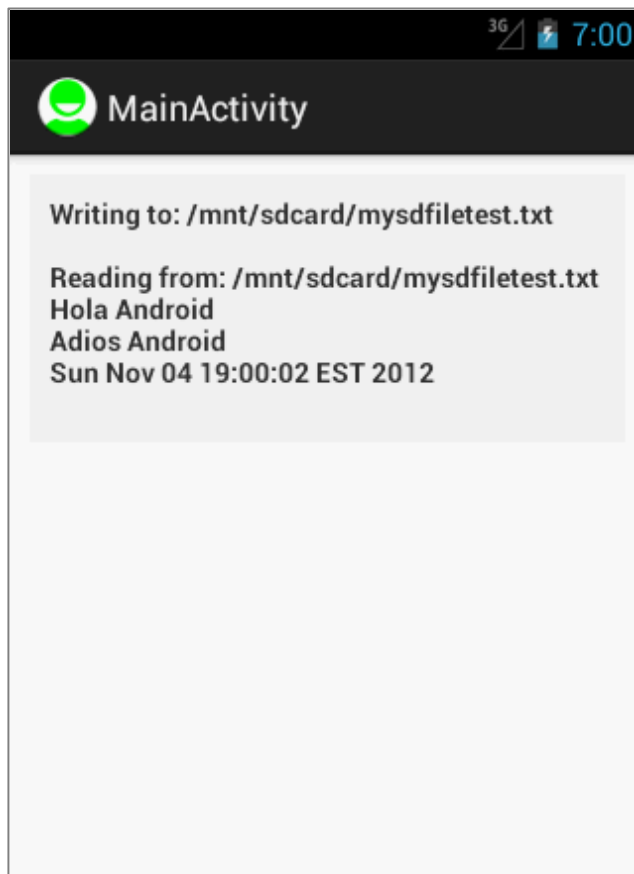 3G 7:00
MainActivity
Writing to: /mnt/sdcard/mysdfiletest.txt
Reading from: /mnt/sdcard/mysdfiletest.txt
Hola Android
Adios Android
Sun Nov 04 19:00:02 EST 2012